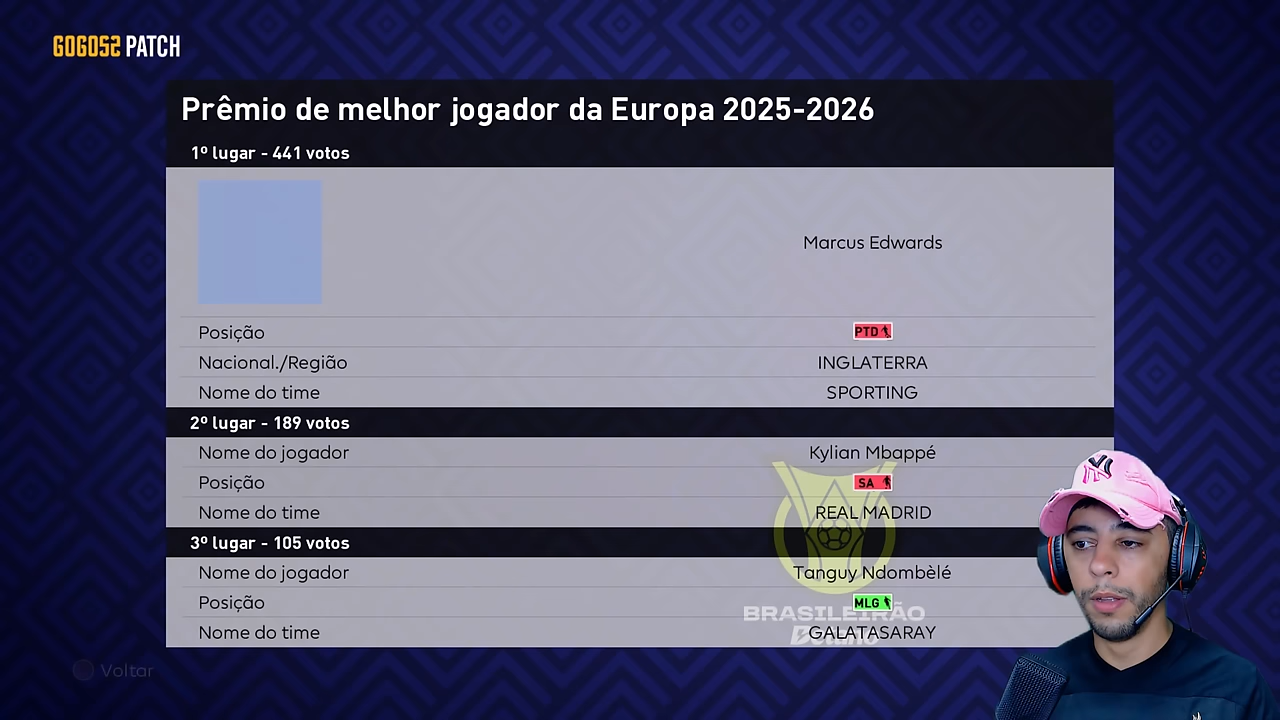 GOGO52 PATCH
Prêmio de melhor jogador da Europa 2025-2026
1º lugar - 441 votos
Marcus Edwards
Posição PTD
Nacional./Região INGLATERRA
Nome do time SPORTING
2º lugar - 189 votos
Nome do jogador Kylian Mbappé
Posição SA
Nome do time REAL MADRID
3º lugar - 105 votos
Nome do jogador Tanguy Ndombèlé
Posição MLG
BRASILEIRÃO
Nome do time GALATASARAY
Betano
Voltar
NY